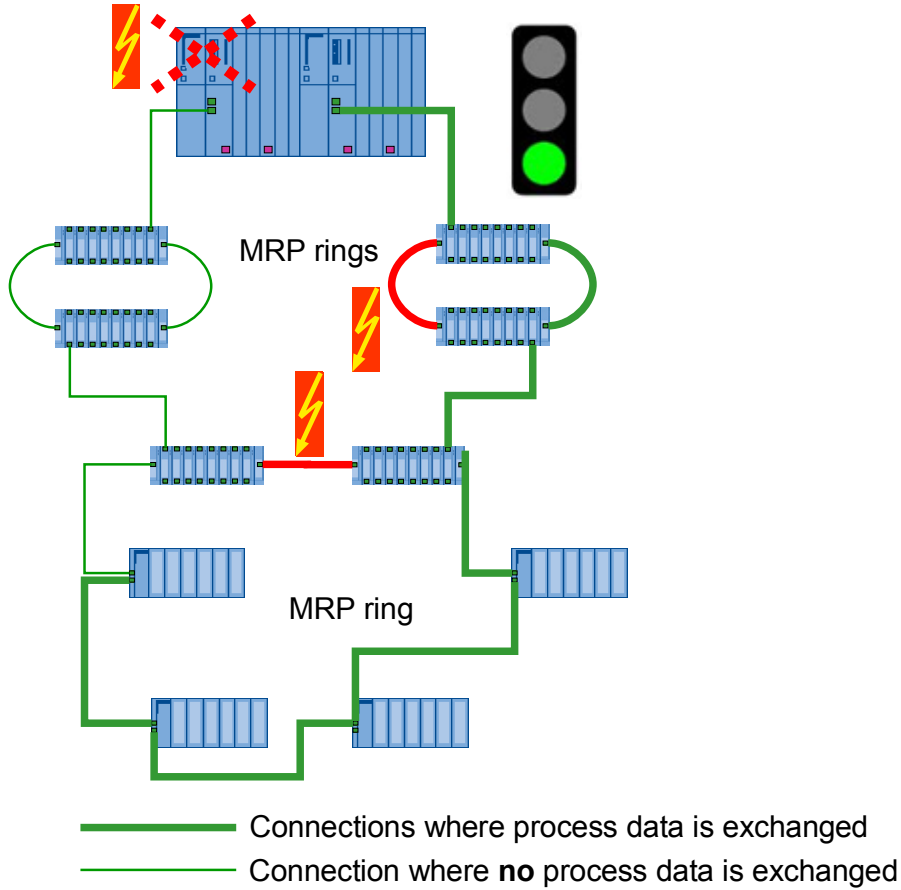 MRP rings
MRP ring
Connections where process data is exchanged
Connection where no process data is exchanged